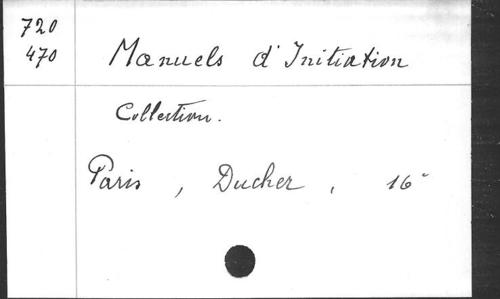 720
470
Manuels d'Initiation
Collection.
Paris, Ducher, 16°